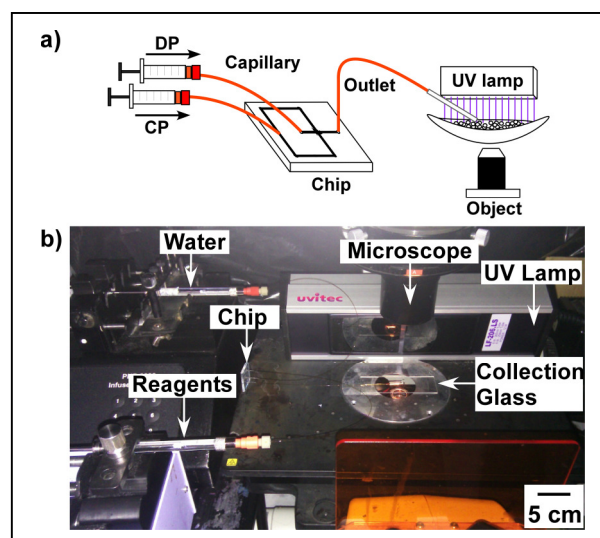 a)
DP
Capillary
CP
Outlet
UV lamp
Chip
Object
b)
Water
Microscope
UV Lamp
uvitec
Chip
Reagents
Collection
Glass
5 cm